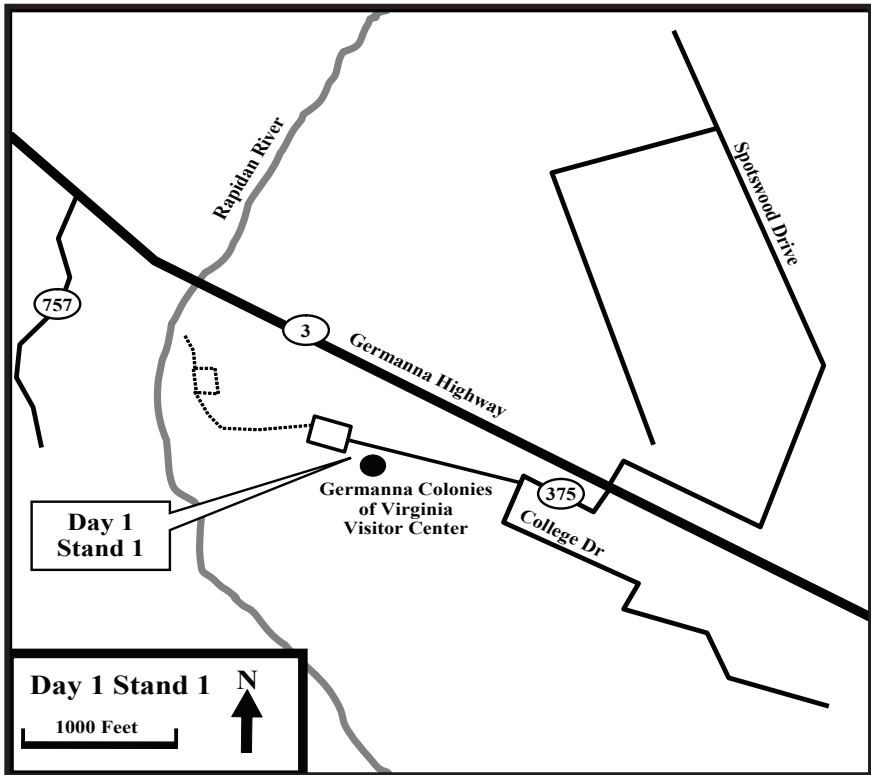 Rapidan River
Spotswood Drive
757
3
Germanna Highway
Germanna Colonies
of Virginia
Visitor Center
375
College Dr
Day 1
Stand 1
Day 1 Stand 1
N
1000 Feet